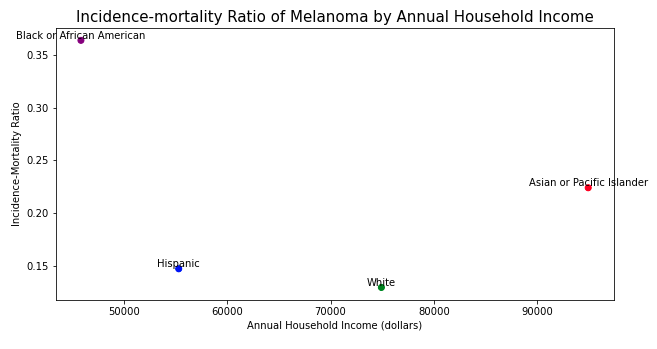 Incidence-mortality Ratio of Melanoma by Annual Household Income
Black or African American
0.35
0.30
0.25
0.20
0.15
Incidence-Mortality Ratio
Asian or Pacific Islander
Hispanic
White
50000 60000 70000 80000 90000
Annual Household Income (dollars)